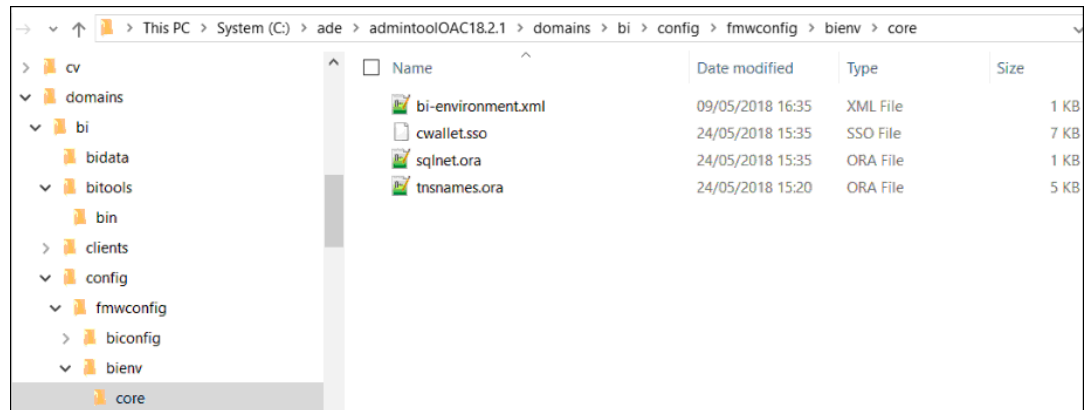 This PC > System (C:) > ade > admintoolOAC18.2.1 > domains > bi > config > fmwconfig > bienv > core
cv
domains
bi
bidata
bitools
bin
clients
config
fmwconfig
biconfig
bienv
core
Name Date modified Type Size
bi-environment.xml 09/05/2018 16:35 XML File 1 KB
cwallet.sso 24/05/2018 15:35 SSO File 7 KB
sqlnet.ora 24/05/2018 15:35 ORA File 1 KB
tnsnames.ora 24/05/2018 15:20 ORA File 5 KB